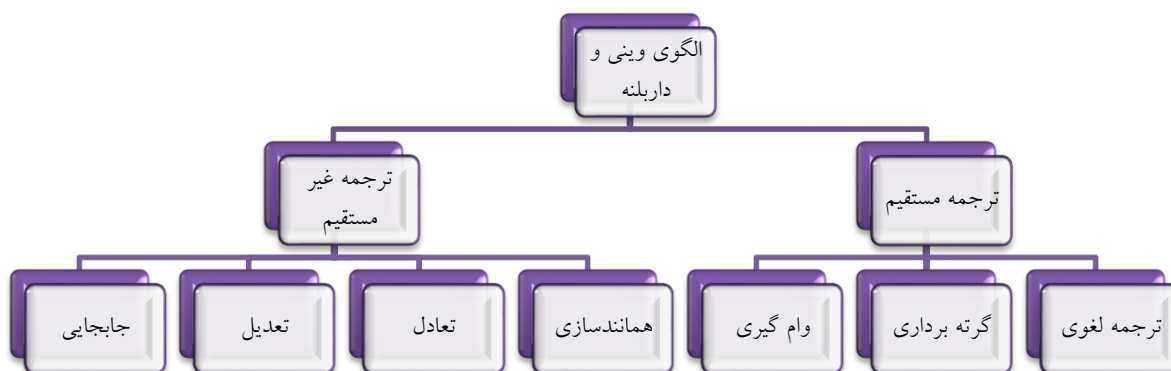 الگوی وینی و
داربلنه
ترجمه مستقیم
ترجمه غیر
مستقیم
ترجمه لغوی
گرته برداری
وام گیری
همانندسازی
تعادل
تعدیل
جابجایی